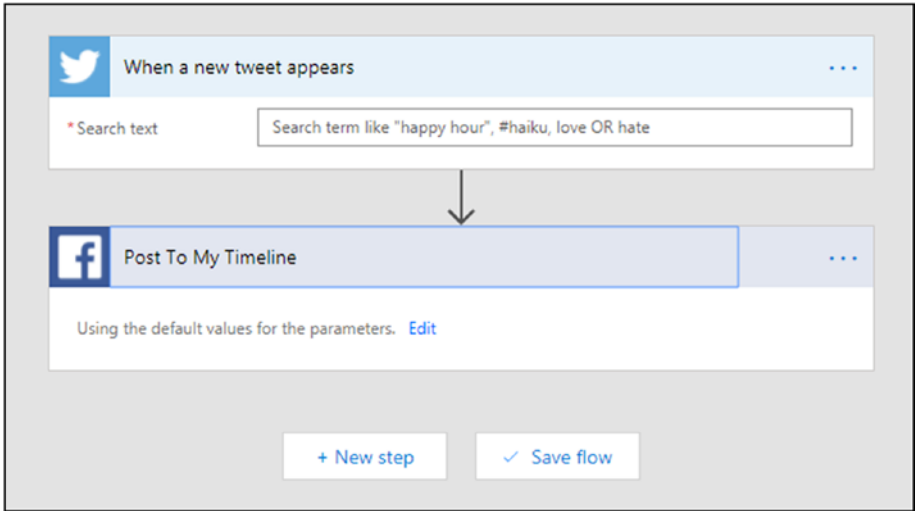 When a new tweet appears
* Search text
Search term like "happy hour", #haiku, love OR hate
Post To My Timeline
Using the default values for the parameters. Edit
+ New step
Save flow